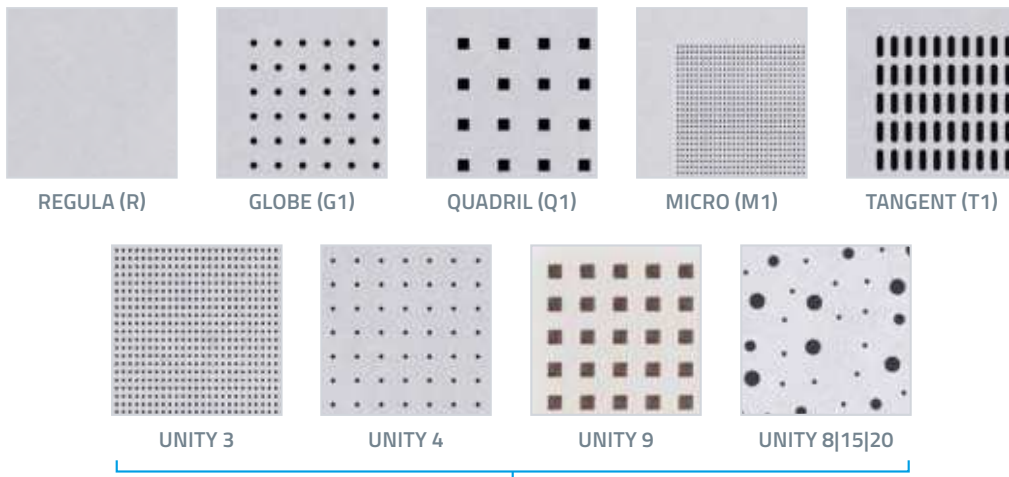 REGULA (R)
GLOBE (G1)
QUADRIL (Q1)
MICRO (M1)
TANGENT (T1)
UNITY 3
UNITY 4
UNITY 9
UNITY 8|15|20